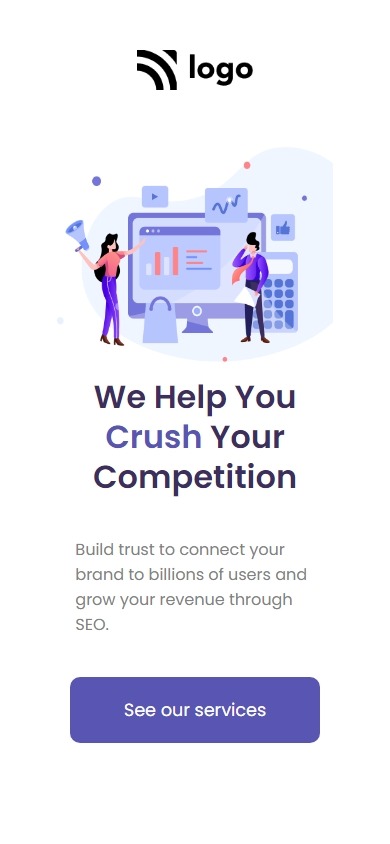 logo
We Help You
Crush Your
Competition
Build trust to connect your
brand to billions of users and
grow your revenue through
SEO.
See our services